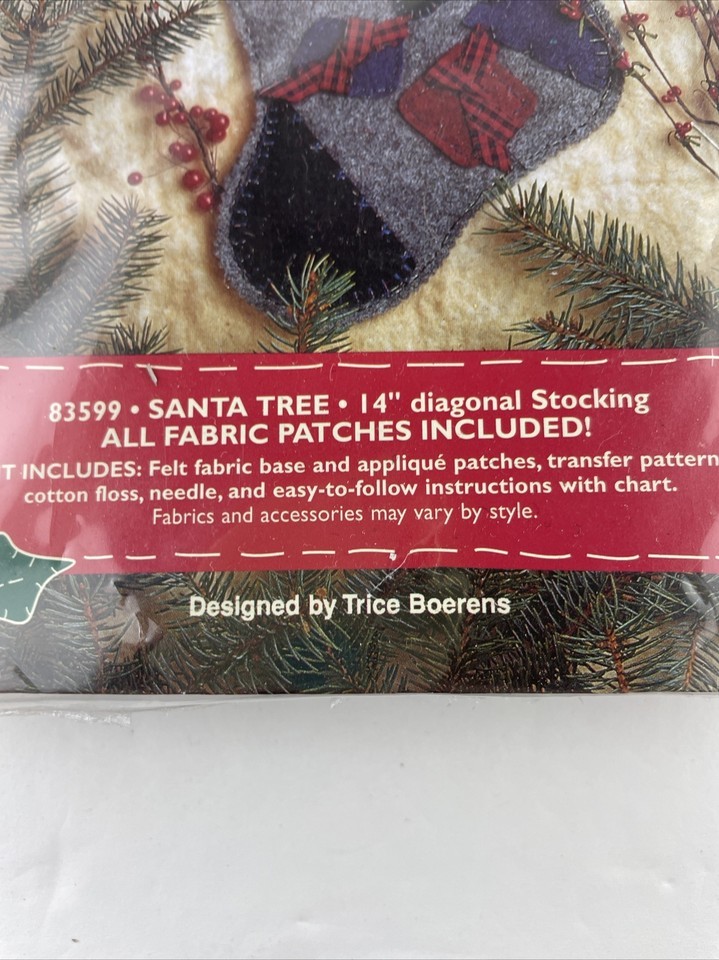 83599 • SANTA TREE • 14" diagonal Stocking
ALL FABRIC PATCHES INCLUDED!
T INCLUDES: Felt fabric base and appliqué patches, transfer pattern
cotton floss, needle, and easy-to-follow instructions with chart.
Fabrics and accessories may vary by style.
Designed by Trice Boerens